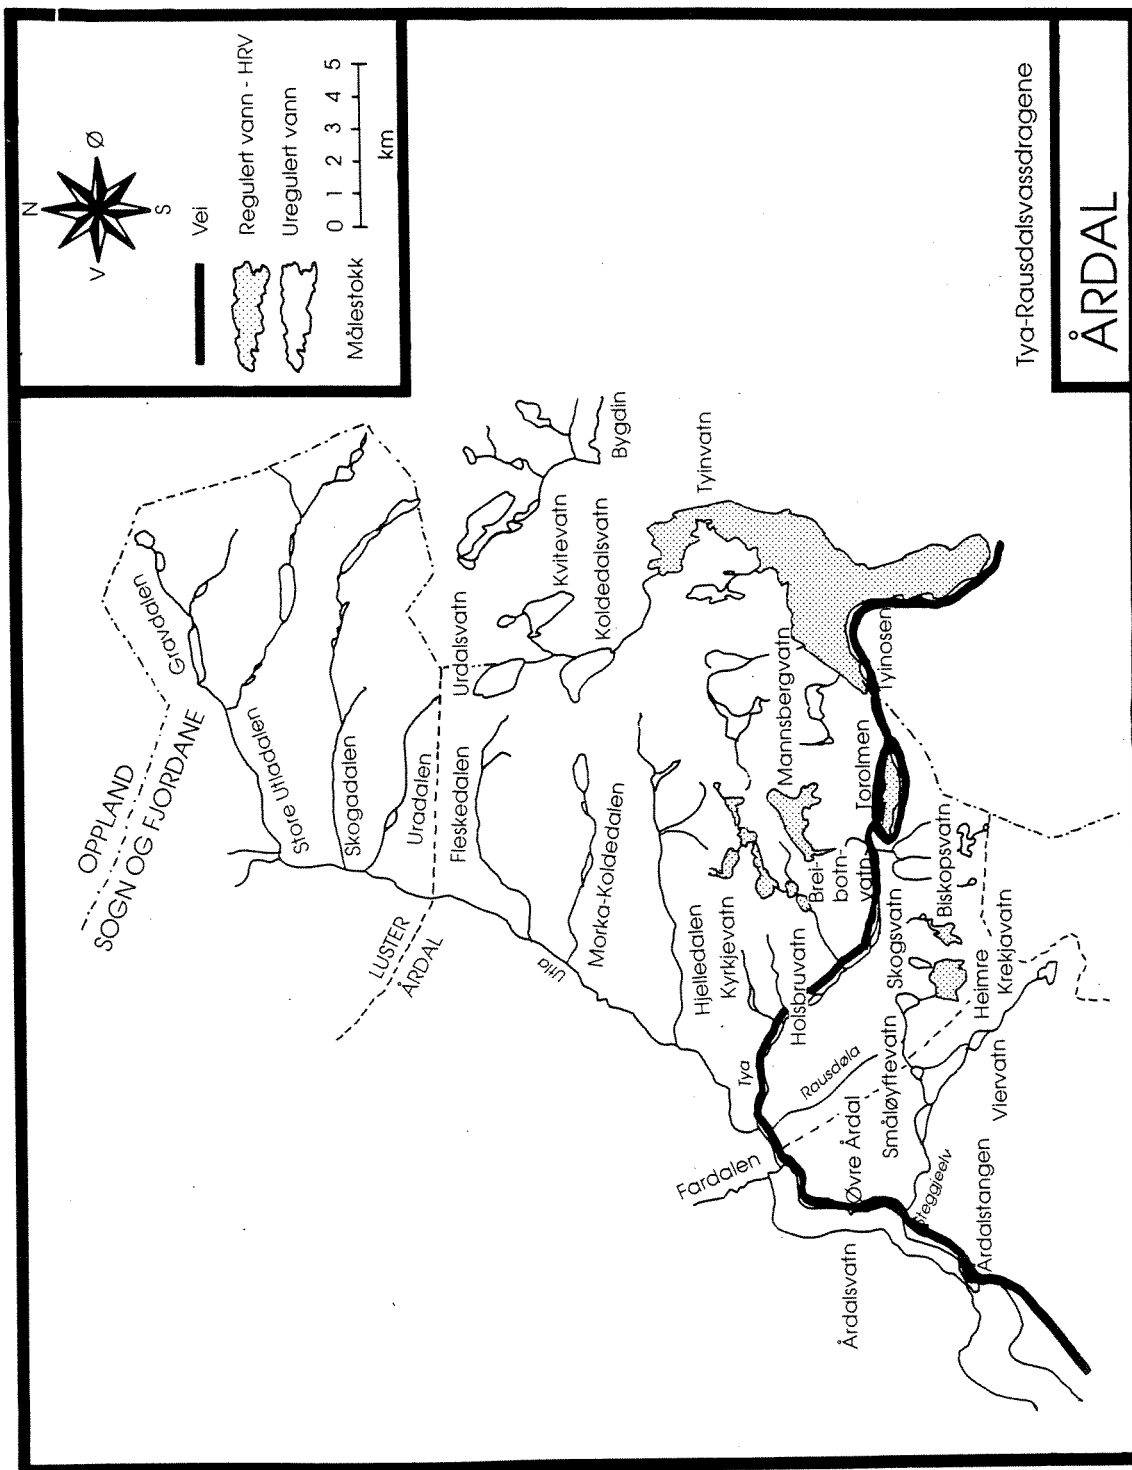 N
V
Ø
S
Vei
Regulert vann - HRV
Uregulert vann
Målestokk
0 1 2 3 4 5
km
OPPLAND
SOGN OG FJORDANE
LUSTER
ÅRDAL
Gravdalen
Store Utladalen
Skogadalen
Uradalen
Fleskedalen
Urdalsvatn
Kvitevatn
Koldedalsvatn
Bygdin
Morka-Koldedalen
Utla
Tyinvatn
Hjelledalen
Kyrkjevatn
Mannsbergvatn
Holsbruvatn
Brei-
botn-
vatn
Torolmen
Tyinosen
Tya
Rausdøla
Fardalen
Øvre Årdal
Småløyftevatn
Skogsvatn
Biskopsvatn
Heimre
Krekjavatn
Viervatn
Steggjeelv
Årdalsvatn
Årdalstangen
Tya-Rausdalsvassdragene
ÅRDAL